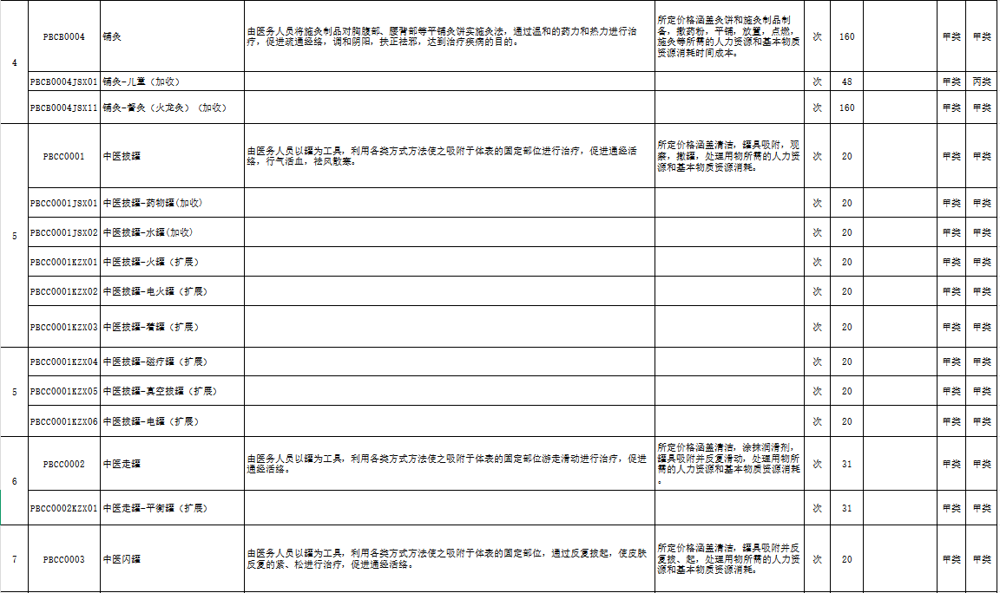 4
PBCB0004
铺灸
由医务人员将施灸制品对胸腹部、腰背部等平铺灸饼实施灸法，通过温和的药力和热力进行治
疗，促进疏通经络，调和阴阳，扶正祛邪，达到治疗疾病的目的。
所定价格涵盖灸饼和施灸制品制
备，撒药粉，平铺，放置，点燃，
施灸等所需的人力资源和基本物质
资源消耗时间成本。
次
160
甲类
甲类
PBCB0004JSX01
铺灸-儿童（加收）
次
48
甲类
丙类
PBCB0004JSX11
铺灸-督灸（火龙灸）（加收）
次
160
甲类
甲类
5
PBCC0001
中医拔罐
由医务人员以罐为工具，利用各类方式方法使之吸附于体表的固定部位进行治疗，促进通经活
络，行气活血，祛风散寒。
所定价格涵盖清洁，罐具吸附，观
察，撤罐，处理用物所需的人力资
源和基本物质资源消耗。
次
20
甲类
甲类
PBCC0001JSX01
中医拔罐-药物罐(加收)
次
20
甲类
甲类
PBCC0001JSX02
中医拔罐-水罐(加收)
次
20
甲类
甲类
PBCC0001KZX01
中医拔罐-火罐（扩展）
次
20
甲类
甲类
PBCC0001KZX02
中医拔罐-电火罐（扩展）
次
20
甲类
甲类
PBCC0001KZX03
中医拔罐-着罐（扩展）
次
20
甲类
甲类
5
PBCC0001KZX04
中医拔罐-磁疗罐（扩展）
次
20
甲类
甲类
PBCC0001KZX05
中医拔罐-真空拔罐（扩展）
次
20
甲类
甲类
PBCC0001KZX06
中医拔罐-电罐（扩展）
次
20
甲类
甲类
6
PBCC0002
中医走罐
由医务人员以罐为工具，利用各类方式方法使之吸附于体表的固定部位游走滑动进行治疗，促进
通经活络。
所定价格涵盖清洁，涂抹润滑剂，
罐具吸附并反复滑动，处理用物所
需的人力资源和基本物质资源消耗
。
次
31
甲类
甲类
PBCC0002KZX01
中医走罐-平衡罐（扩展）
次
31
甲类
甲类
7
PBCC0003
中医闪罐
由医务人员以罐为工具，利用各类方式方法使之吸附于体表的固定部位，通过反复拔起，使皮肤
反复的紧、松进行治疗，促进通经活络。
所定价格涵盖清洁，罐具吸附并反
复拔、起，处理用物所需的人力资
源和基本物质资源消耗。
次
20
甲类
甲类